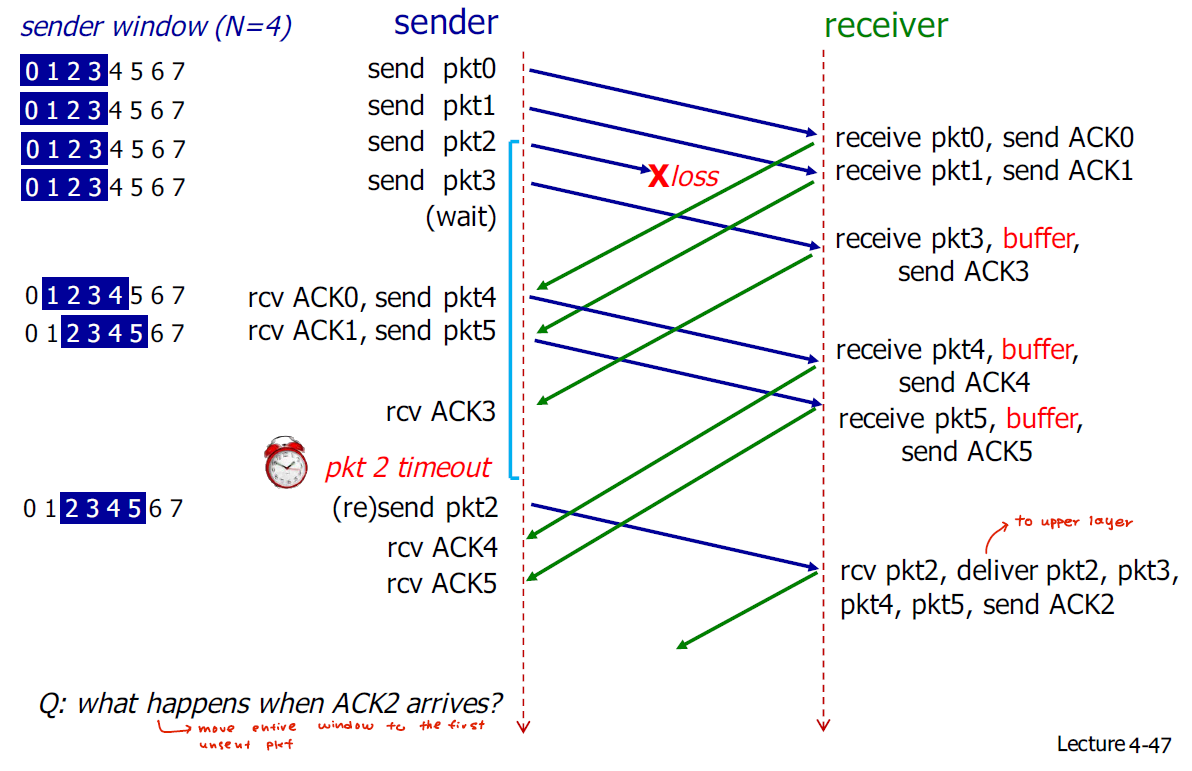 sender window (N=4) sender receiver
0 1 2 3 4 5 6 7 send pkt0
0 1 2 3 4 5 6 7 send pkt1
0 1 2 3 4 5 6 7 send pkt2
0 1 2 3 4 5 6 7 send pkt3
(wait)
X loss
receive pkt0, send ACK0
receive pkt1, send ACK1
receive pkt3, buffer,
send ACK3
0 1 2 3 4 5 6 7 rcv ACK0, send pkt4
0 1 2 3 4 5 6 7 rcv ACK1, send pkt5
receive pkt4, buffer,
send ACK4
rcv ACK3
receive pkt5, buffer,
send ACK5
pkt 2 timeout
0 1 2 3 4 5 6 7 (re)send pkt2
rcv ACK4
rcv ACK5
to upper layer
rcv pkt2, deliver pkt2, pkt3,
pkt4, pkt5, send ACK2
Q: what happens when ACK2 arrives?
move entire window to the first
unsent pkt
Lecture 4-47